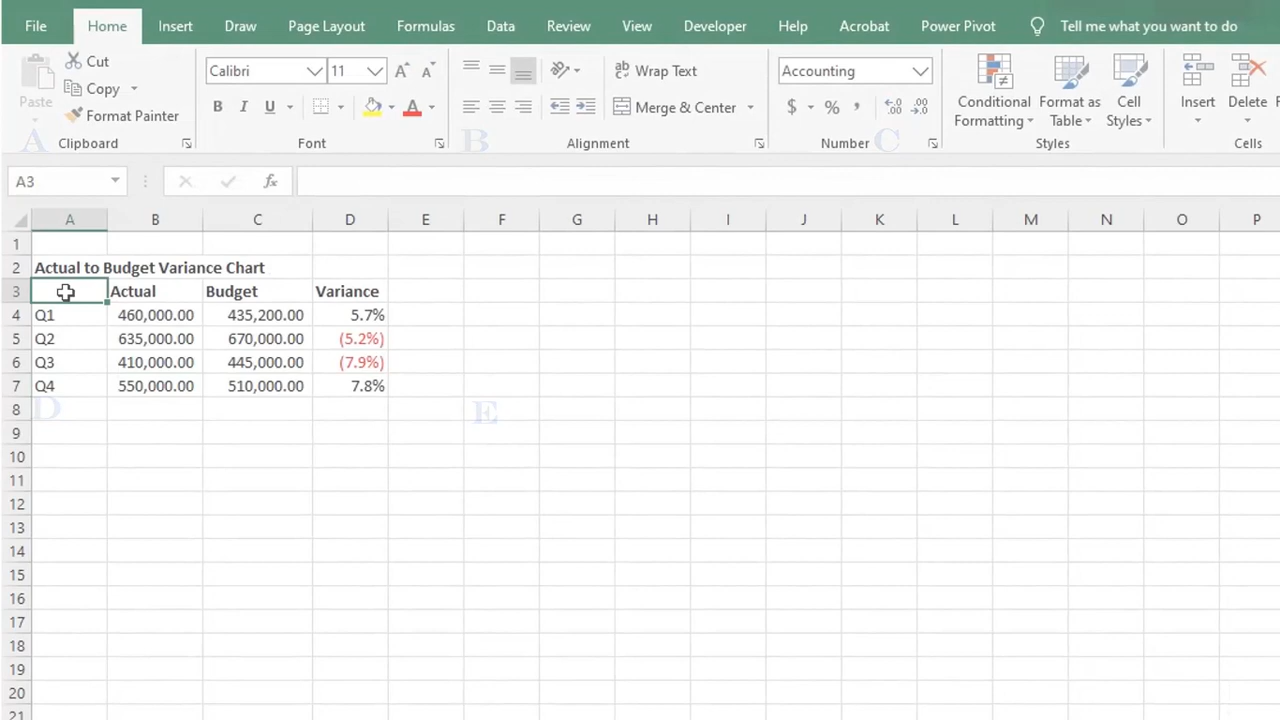 File Home Insert Draw Page Layout Formulas Data Review View Developer Help Acrobat Power Pivot Tell me what you want to do
Cut
Calibri 11 A A Wrap Text Accounting
Paste Copy
Format Painter
B I U A Merge & Center $ % , Conditional Formatting Format as Table Cell Styles Insert Delete
A B C
Clipboard Font Alignment Number Styles Cells
A3 fx
A B C D E F G H I J K L M N O P
1
2 Actual to Budget Variance Chart
3 Actual Budget Variance
4 Q1 460,000.00 435,200.00 5.7%
5 Q2 635,000.00 670,000.00 (5.2%)
6 Q3 410,000.00 445,000.00 (7.9%)
7 Q4 550,000.00 510,000.00 7.8%
8 D E
9
10
11
12
13
14
15
16
17
18
19
20
21